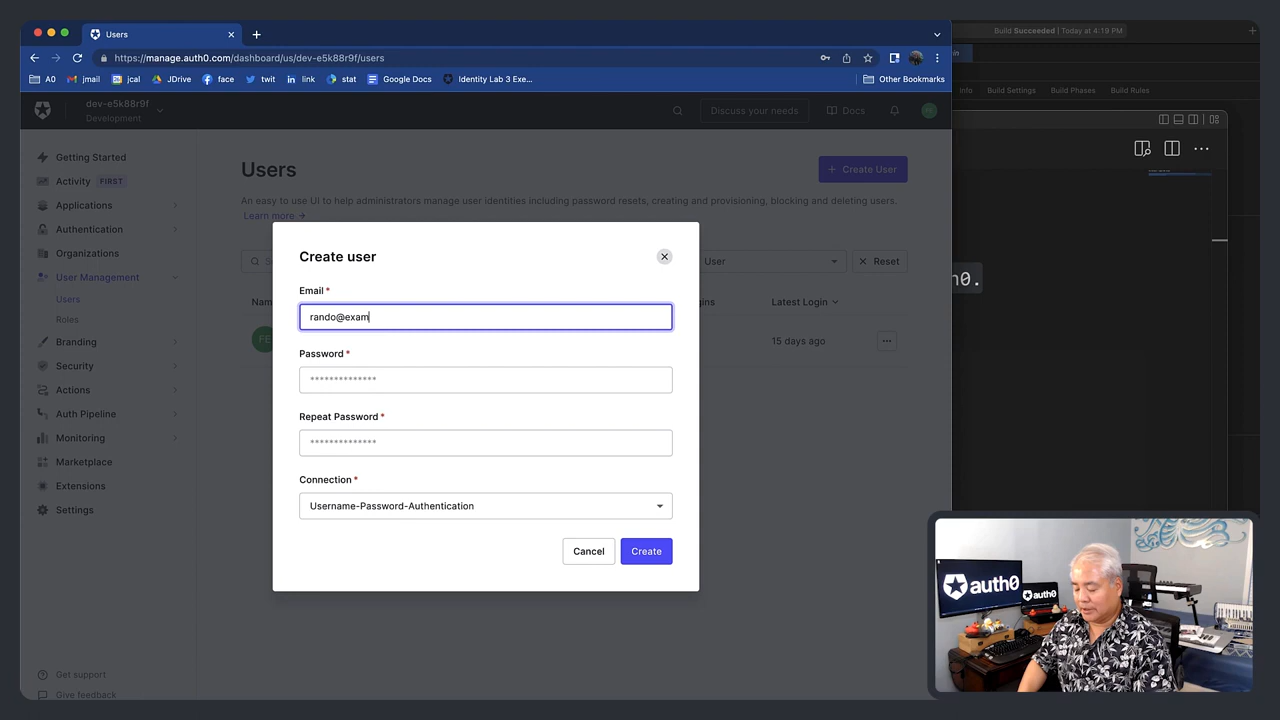 Users
https://manage.auth0.com/dashboard/us/dev-e5k88r9f/users
A0
jmail
jcal
JDrive
face
twit
link
stat
Google Docs
Identity Lab 3 Exe...
Other Bookmarks
Build Succeeded | Today at 4:19 PM
Info
Build Settings
Build Phases
Build Rules
dev-e5k88r9f
Development
Discuss your needs
Docs
Getting Started
Activity FIRST
Applications
Authentication
Organizations
User Management
Users
Roles
Branding
Security
Actions
Auth Pipeline
Monitoring
Marketplace
Extensions
Settings
Get support
Give feedback
Users
+ Create User
An easy to use UI to help administrators manage user identities including password resets, creating and provisioning, blocking and deleting users.
Learn more →
User
Reset
Latest Login
FE
15 days ago
Create user
Email *
rando@exam
Password *
**************
Repeat Password *
**************
Connection *
Username-Password-Authentication
Cancel
Create
auth0
auth0